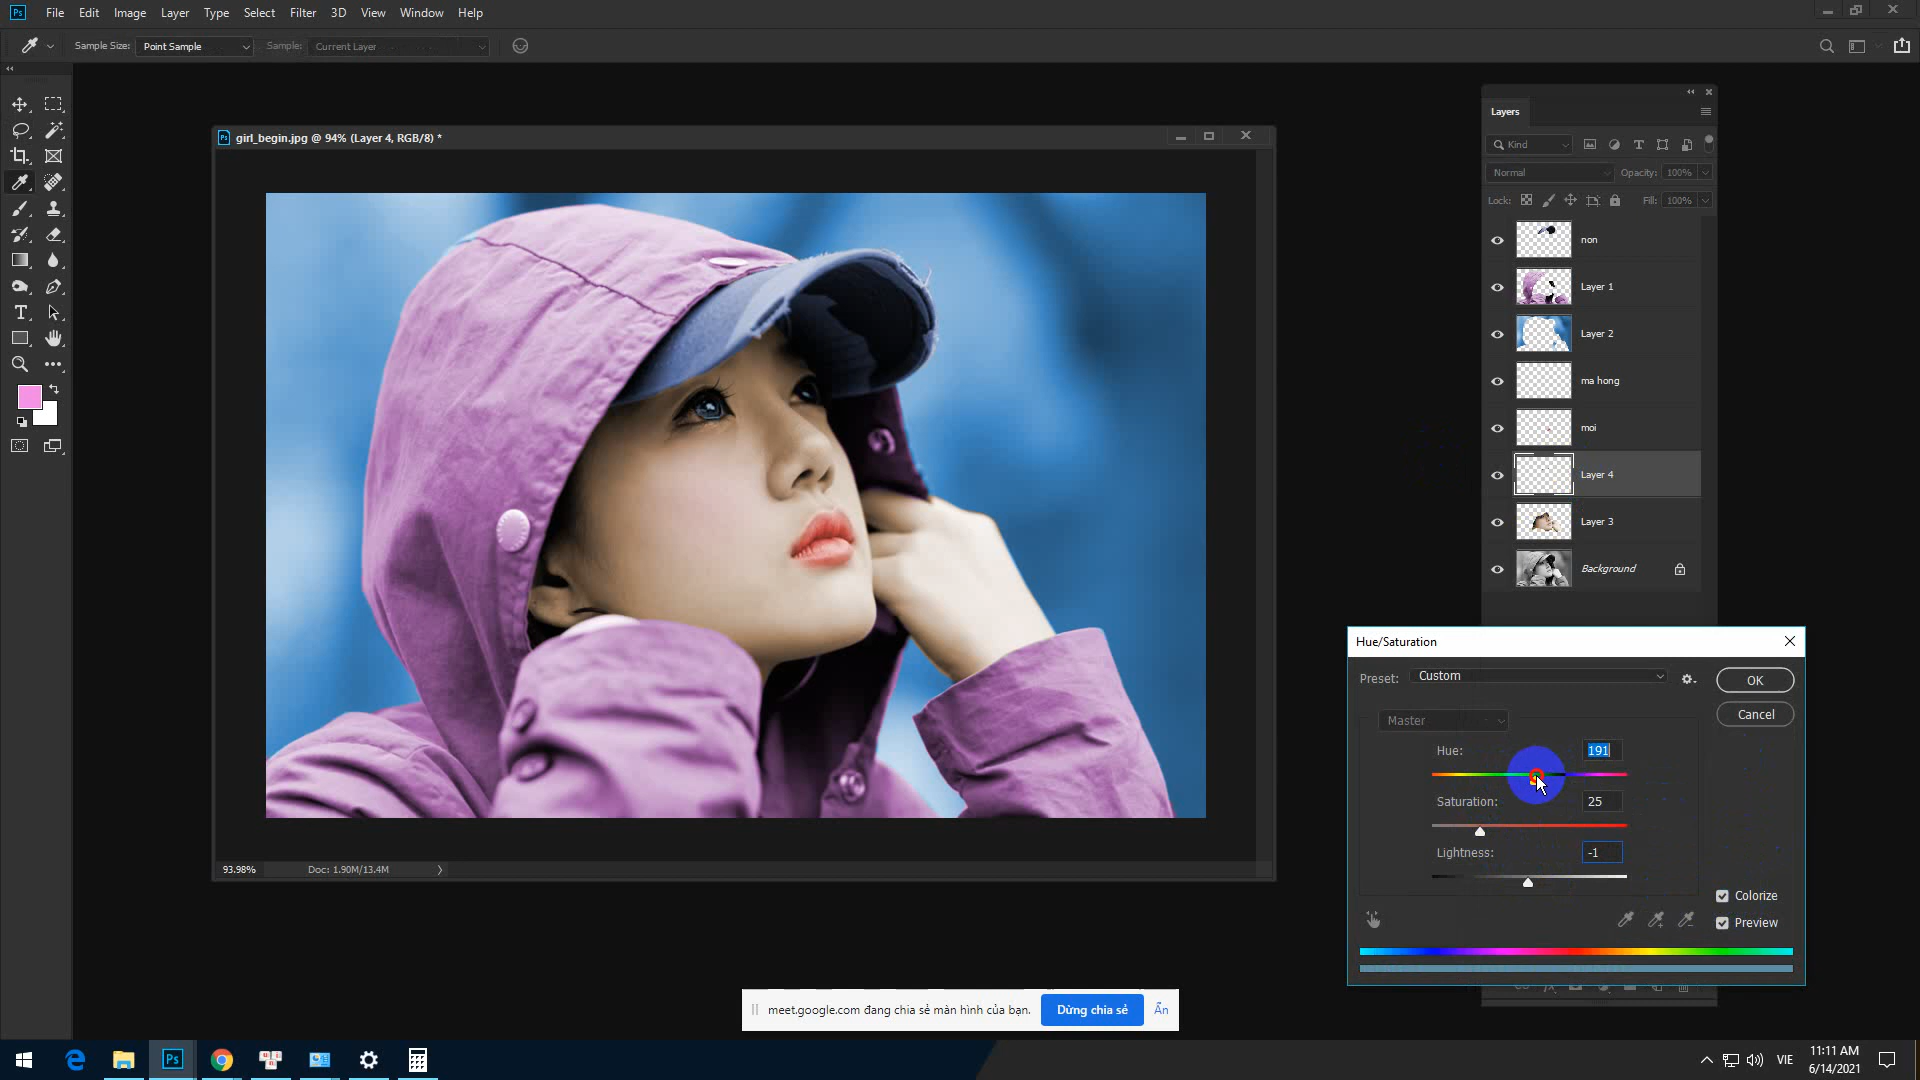 Ps File Edit Image Layer Type Select Filter 3D View Window Help
Sample Size: Point Sample Sample: Current Layer
girl_begin.jpg @ 94% (Layer 4, RGB/8) *
93.98% Doc: 1.90M/13.4M
Layers
Kind
Normal Opacity: 100%
Lock: Fill: 100%
non
Layer 1
Layer 2
ma hong
moi
Layer 4
Layer 3
Background
Hue/Saturation
Preset: Custom
OK
Cancel
Master
Hue: 191
Saturation: 25
Lightness: -1
Colorize
Preview
meet.google.com đang chia sẻ màn hình của bạn. Dừng chia sẻ Ẩn
Ps
VIE
11:11 AM
6/14/2021